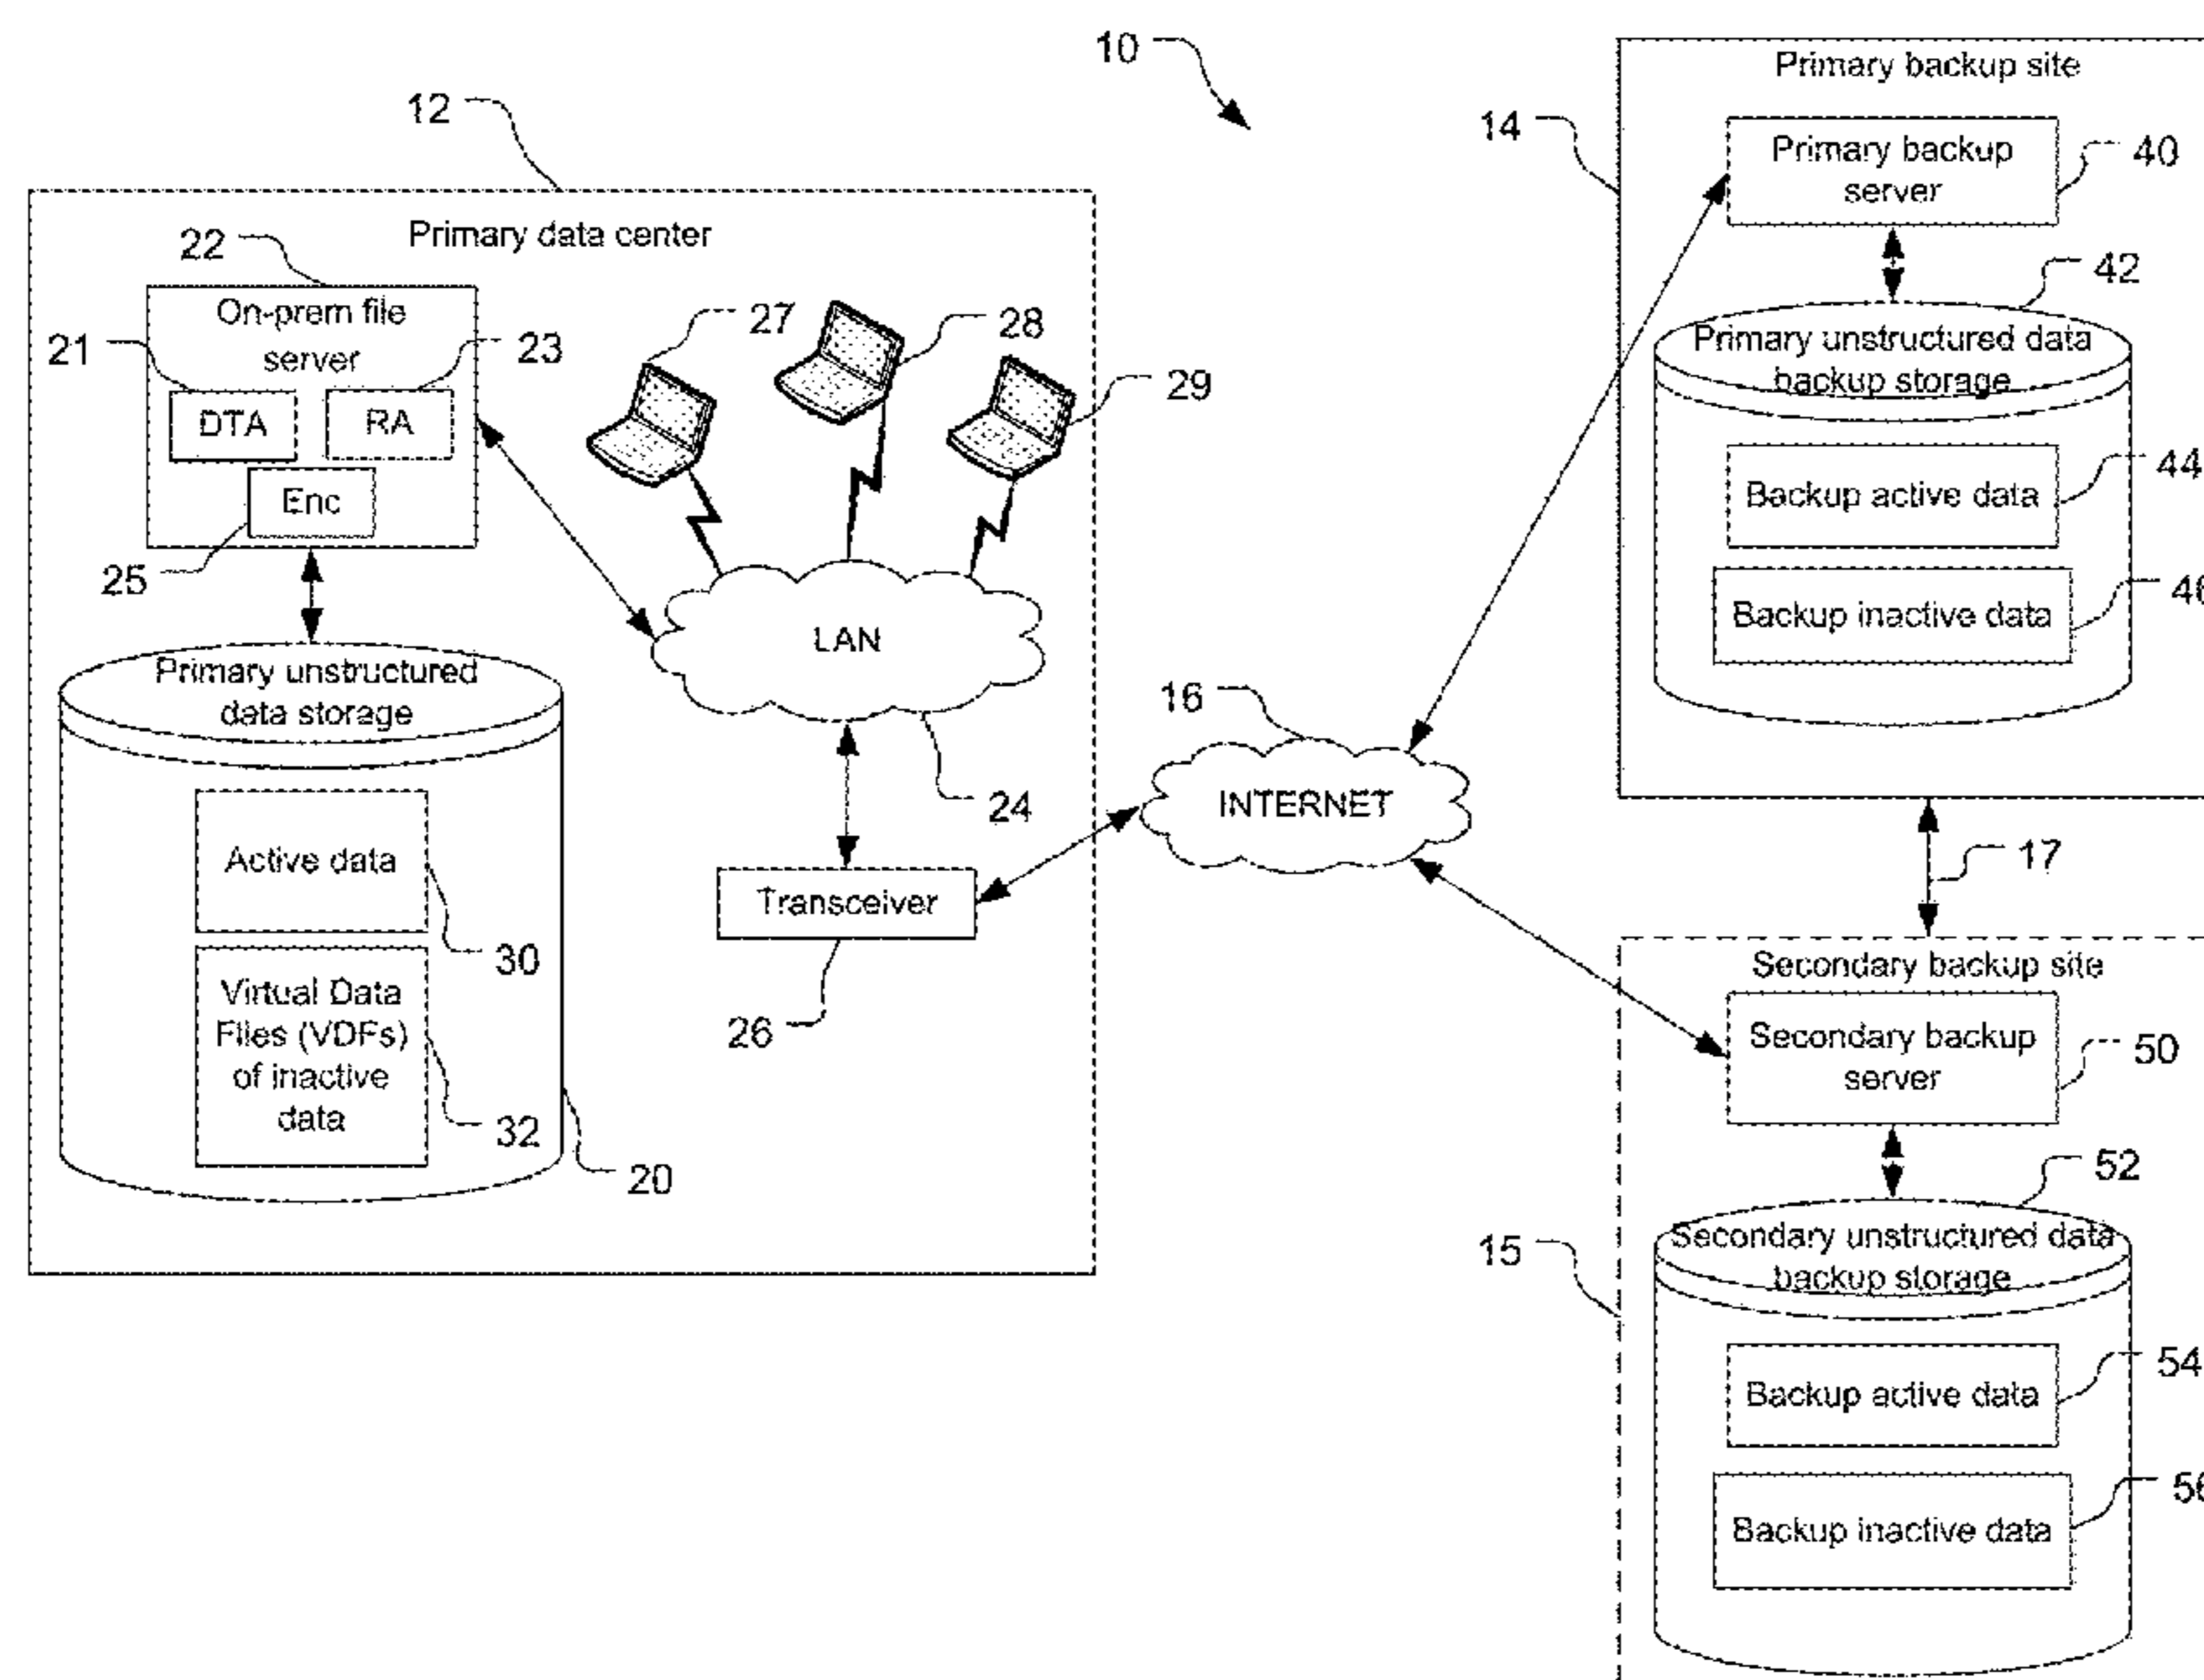 10
Primary backup site
12
14
Primary backup
server
40
Primary data center
22
On-prem file
server
21
23
DTA
RA
Enc
25
27
28
29
42
Primary unstructured data
backup storage
Backup active data
44
Backup inactive data
46
LAN
24
16
INTERNET
17
Primary unstructured
data storage
Active data
30
Virtual Data
Files (VDFs)
of inactive
data
32
20
Transceiver
26
Secondary backup site
Secondary backup
server
50
52
15
Secondary unstructured data
backup storage
Backup active data
54
Backup inactive data
56